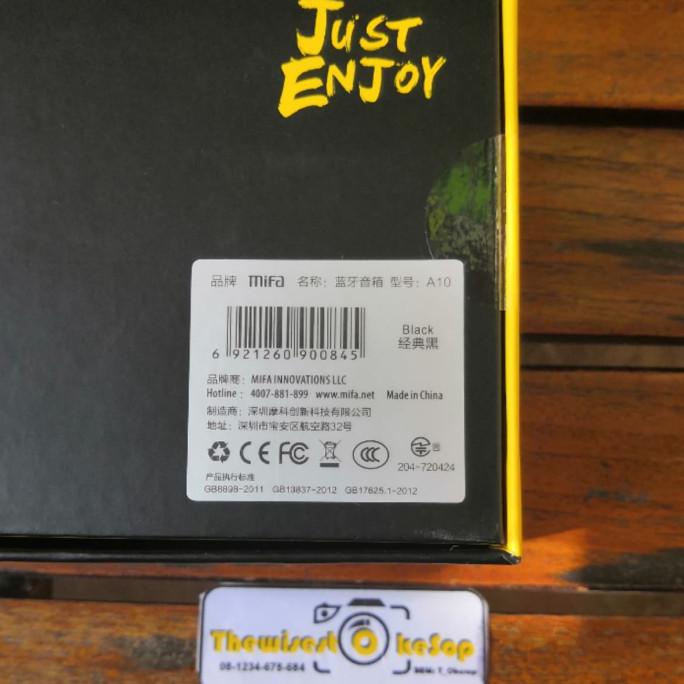 JUST
ENJOY
品牌 mifa 名称：蓝牙音箱 型号：A10
6 921260 900845
Black
经典黑
品牌商：MIFA INNOVATIONS LLC
Hotline： 4007-881-899 www.mifa.net Made in China
制造商：深圳摩科创新科技有限公司
地址：深圳市宝安区航空路32号
CE FC CCC
204-720424
产品执行标准
GB8898-2011 GB13837-2012 GB17625.1-2012
Thewisest O keSop
08-1234-678-684